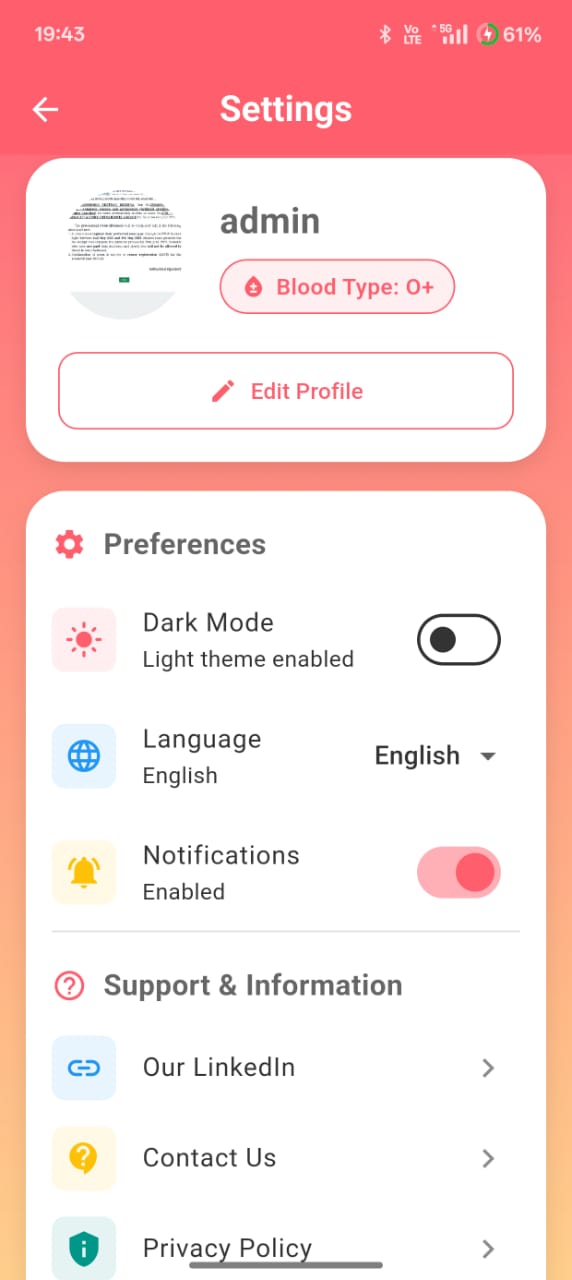 19:43
Vo
LTE
5G
61%
Settings
admin
Blood Type: O+
Edit Profile
Preferences
Dark Mode
Light theme enabled
Language
English
English
Notifications
Enabled
Support & Information
Our LinkedIn
Contact Us
Privacy Policy